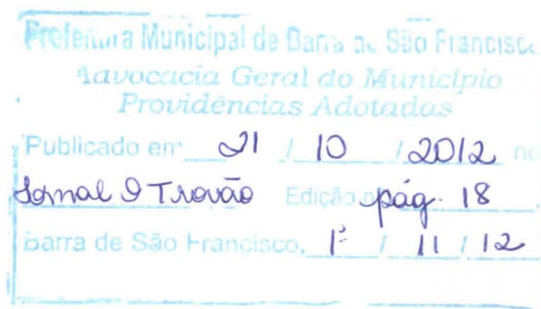 Prefeitura Municipal de Barra de São Francisco
Advocacia Geral do Município
Providências Adotadas
Publicado em 21 / 10 / 2012 no
Jornal O Trovão Edição pág. 18
Barra de São Francisco, 1º / 11 / 12